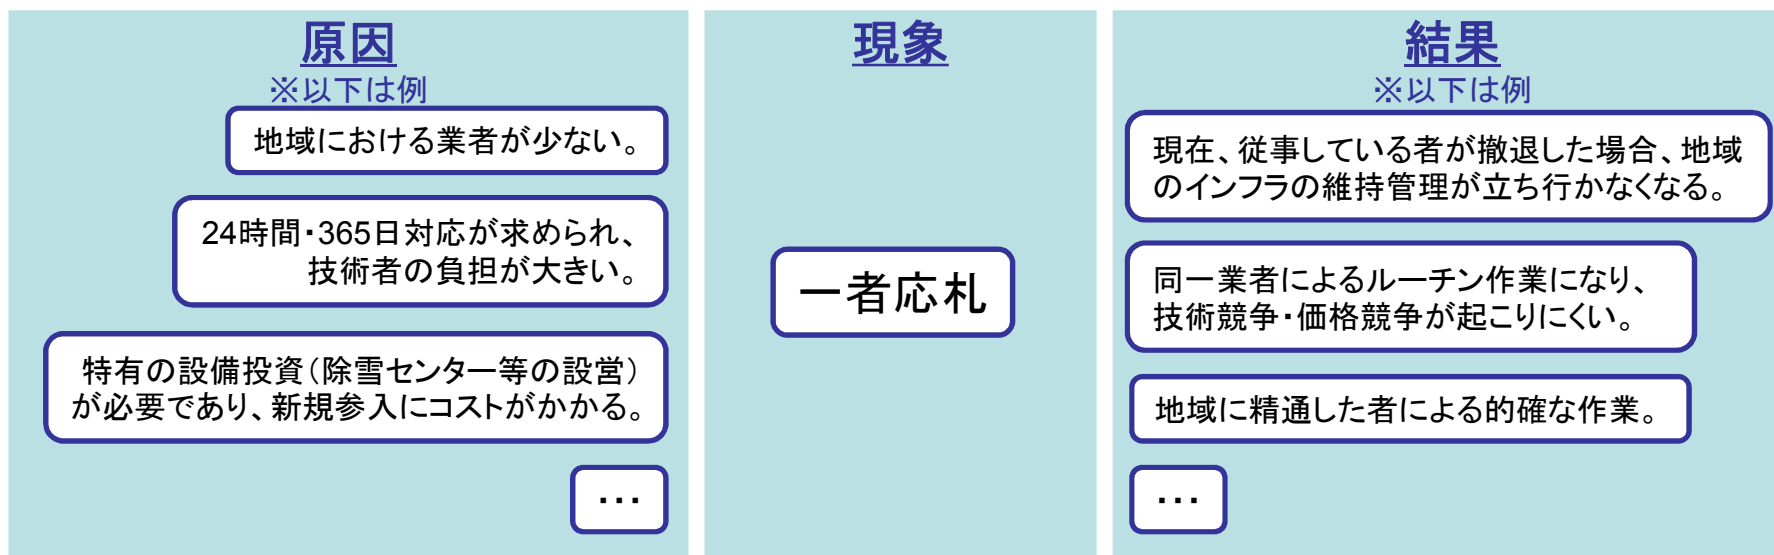 原因
※以下は例
地域における業者が少ない。
24時間・365日対応が求められ、
技術者の負担が大きい。
特有の設備投資(除雪センター等の設営)
が必要であり、新規参入にコストがかかる。
･･･
現象
一者応札
結果
※以下は例
現在、従事している者が撤退した場合、地域
のインフラの維持管理が立ち行かなくなる。
同一業者によるルーチン作業になり、
技術競争・価格競争が起こりにくい。
地域に精通した者による的確な作業。
･･･